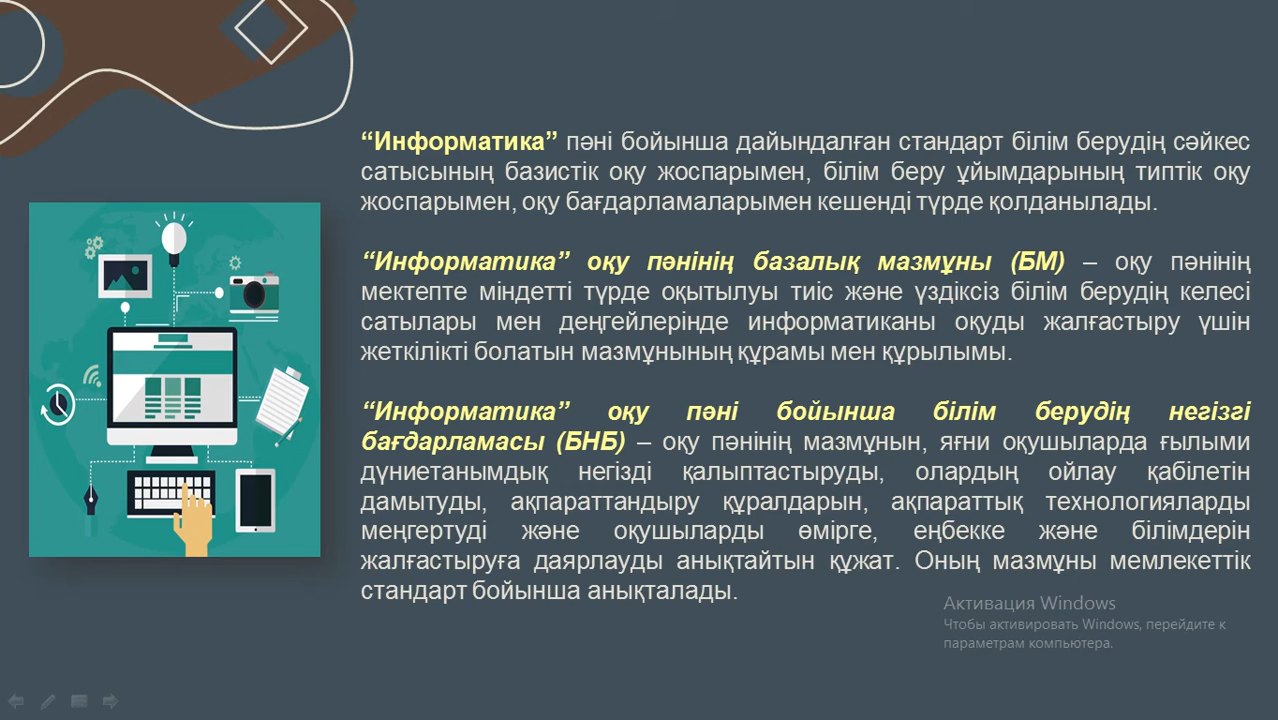 “Информатика” пәні бойынша дайындалған стандарт білім берудің сәйкес
сатысының базистік оқу жоспарымен, білім беру ұйымдарының типтік оқу
жоспарымен, оқу бағдарламаларымен кешенді түрде қолданылады.
“Информатика” оқу пәнінің базалық мазмұны (БМ) – оқу пәнінің
мектепте міндетті түрде оқытылуы тиіс және үздіксіз білім берудің келесі
сатылары мен деңгейлерінде информатиканы оқуды жалғастыру үшін
жеткілікті болатын мазмұнының құрамы мен құрылымы.
“Информатика” оқу пәні бойынша білім берудің негізгі
бағдарламасы (БНБ) – оқу пәнінің мазмұнын, яғни оқушыларда ғылыми
дүниетанымдық негізді қалыптастыруды, олардың ойлау қабілетін
дамытуды, ақпараттандыру құралдарын, ақпараттық технологияларды
меңгертуді және оқушыларды өмірге, еңбекке және білімдерін
жалғастыруға даярлауды анықтайтын құжат. Оның мазмұны мемлекеттік
стандарт бойынша анықталады.
Активация Windows
Чтобы активировать Windows, перейдите к
параметрам компьютера.